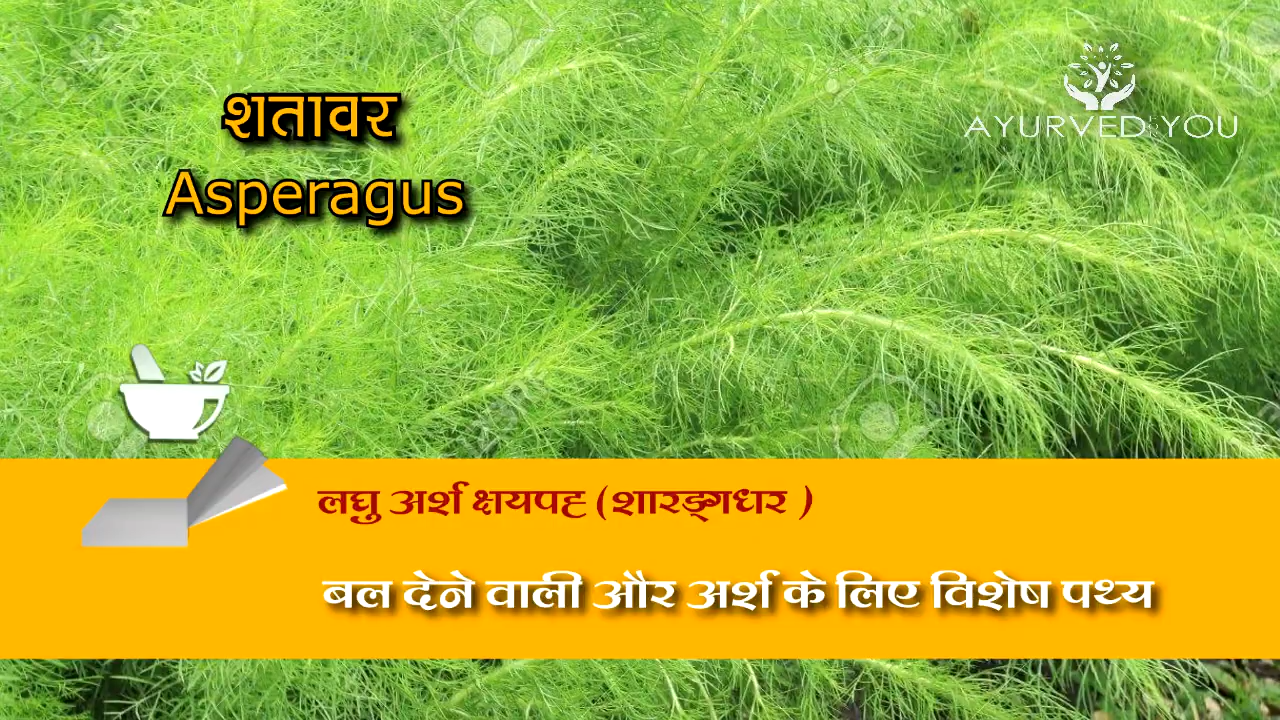 शतावर
Asperagus
AYURVED YOU
लघु अर्श क्षयपह (शारङ्गधर )
बल देने वाली और अर्श के लिए विशेष पथ्य